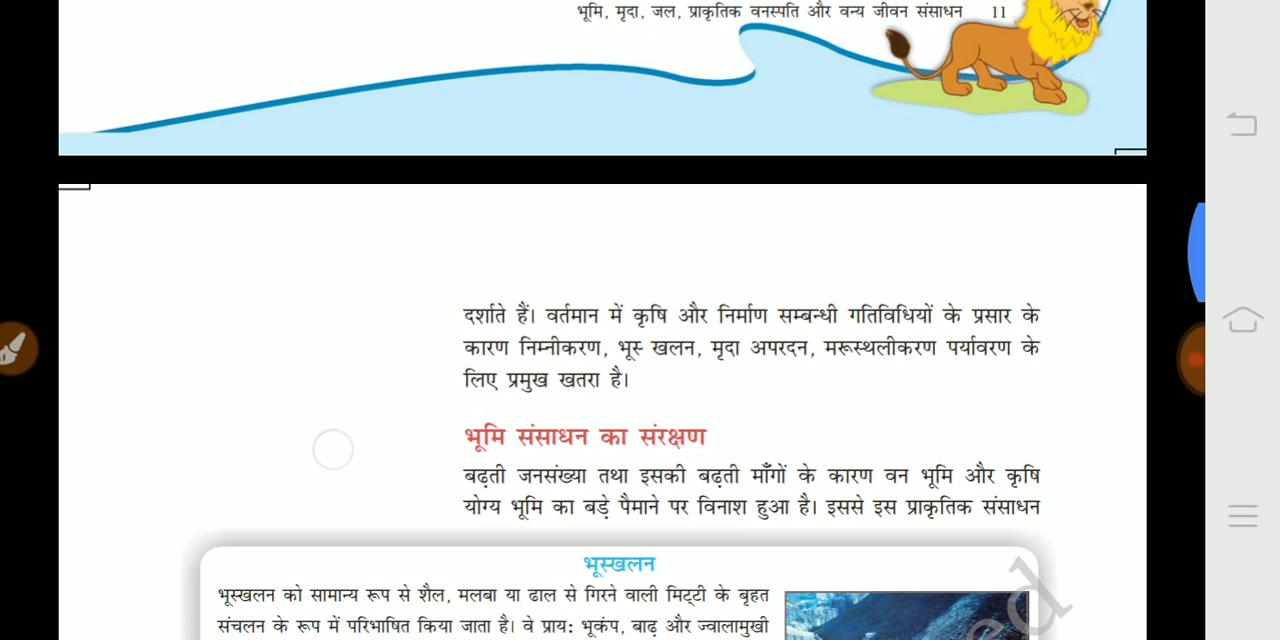 भूमि, मृदा, जल, प्राकृतिक वनस्पति और वन्य जीवन संसाधन 11
दर्शाते हैं। वर्तमान में कृषि और निर्माण सम्बन्धी गतिविधियों के प्रसार के
कारण निम्नीकरण, भूस् खलन, मृदा अपरदन, मरूस्थलीकरण पर्यावरण के
लिए प्रमुख खतरा है।
भूमि संसाधन का संरक्षण
बढ़ती जनसंख्या तथा इसकी बढ़ती माँगों के कारण वन भूमि और कृषि
योग्य भूमि का बड़े पैमाने पर विनाश हुआ है। इससे इस प्राकृतिक संसाधन
भूस्खलन
भूस्खलन को सामान्य रूप से शैल, मलबा या ढाल से गिरने वाली मिट्टी के बृहत
संचलन के रूप में परिभाषित किया जाता है। वे प्राय: भूकंप, बाढ़ और ज्वालामुखी
ed